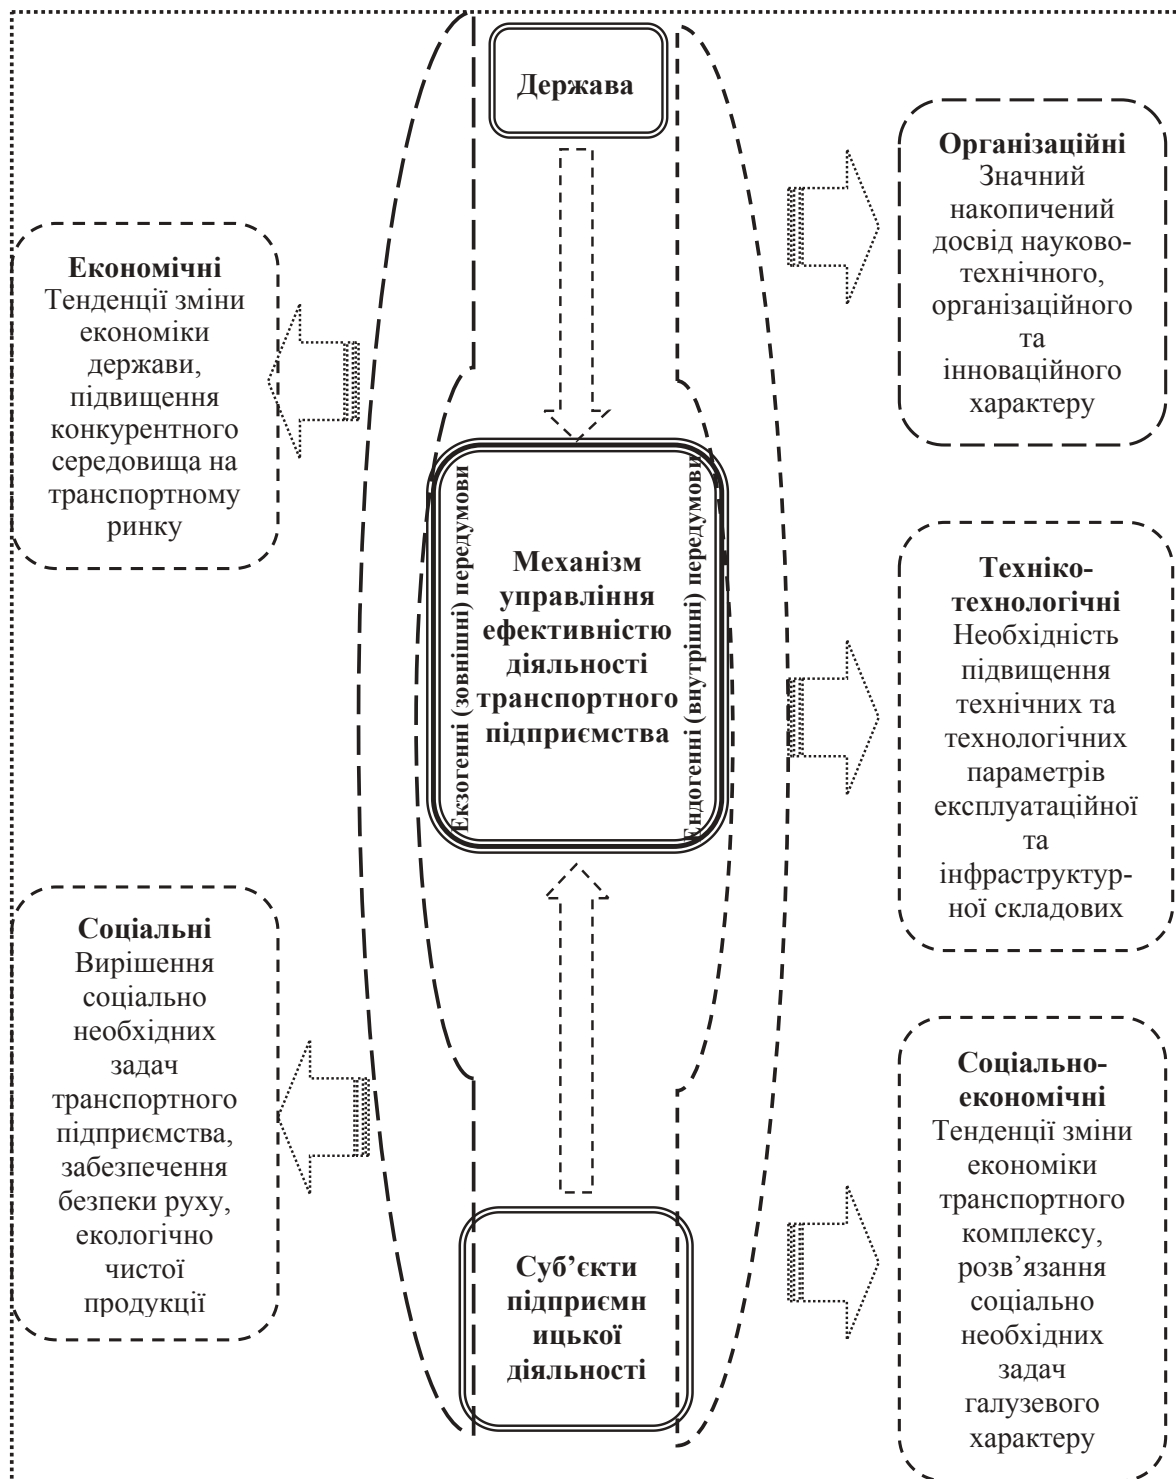 Держава
Економічні
Тенденції зміни
економіки
держави,
підвищення
конкурентного
середовища на
транспортному
ринку
Соціальні
Вирішення
соціально
необхідних
задач
транспортного
підприємства,
забезпечення
безпеки руху,
екологічно
чистої
продукції
Екзогенні (зовнішні) передумови
Механізм
управління
ефективністю
діяльності
транспортного
підприємства
Ендогенні (внутрішні) передумови
Суб’єкти
підприємн
ицької
діяльності
Організаційні
Значний
накопичений
досвід науково-
технічного,
організаційного
та
інноваційного
характеру
Техніко-
технологічні
Необхідність
підвищення
технічних та
технологічних
параметрів
експлуатаційної
та
інфраструктур-
ної складових
Соціально-
економічні
Тенденції зміни
економіки
транспортного
комплексу,
розв’язання
соціально
необхідних
задач
галузевого
характеру